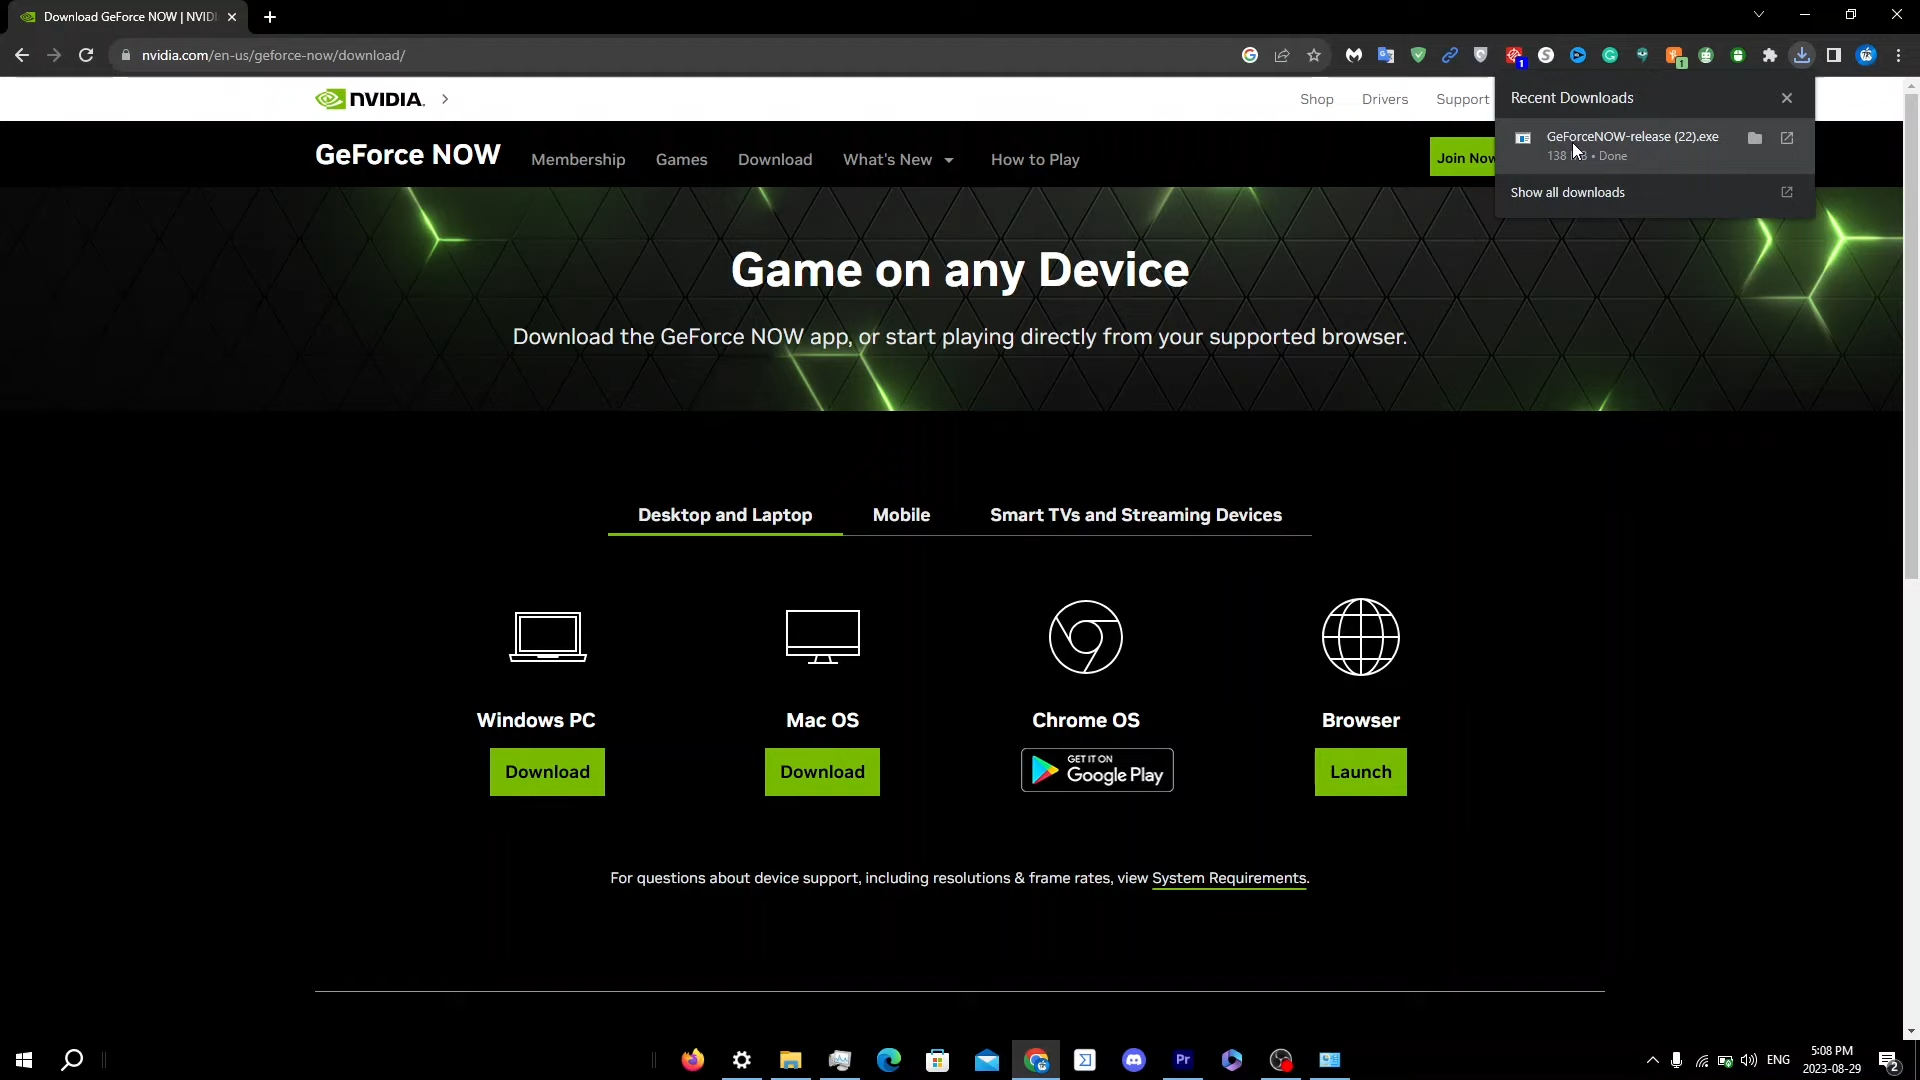 Download GeForce NOW | NVIDI
nvidia.com/en-us/geforce-now/download/
1
1
NVIDIA.
Shop
Drivers
Support
Recent Downloads
GeForceNOW-release (22).exe
138 B • Done
Show all downloads
GeForce NOW
Membership
Games
Download
What's New
How to Play
Join Now
Game on any Device
Download the GeForce NOW app, or start playing directly from your supported browser.
Desktop and Laptop
Mobile
Smart TVs and Streaming Devices
Windows PC
Mac OS
Chrome OS
Browser
Download
Download
GET IT ON
Google Play
Launch
For questions about device support, including resolutions & frame rates, view System Requirements.
Pr
ENG
5:08 PM
2023-08-29
2